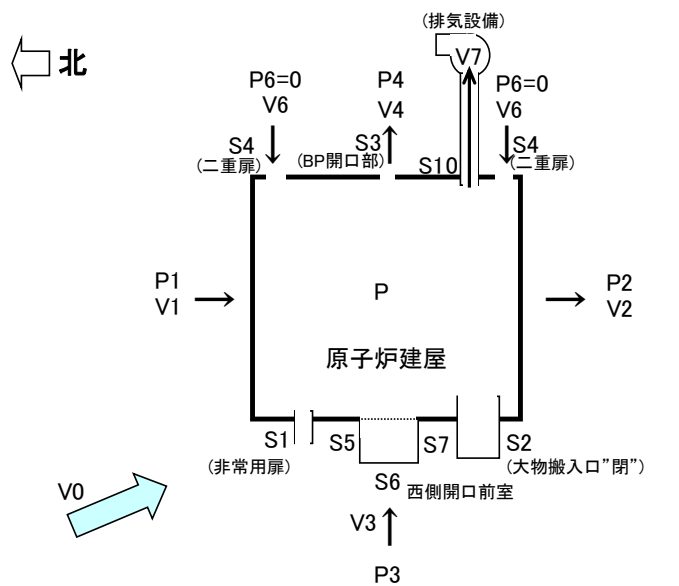 (排気設備)
北
V7
P6=0
V6
P4
V4
P6=0
V6
S4
(二重扉)
S3
(BP開口部)
S10
S4
(二重扉)
P1
V1
P
P2
V2
原子炉建屋
S1
(非常用扉)
S5
S7
S2
(大物搬入口”閉”)
S6
西側開口前室
V0
V3
P3